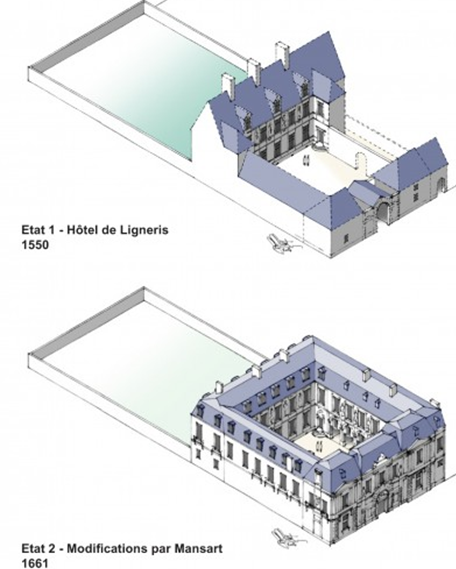 Etat 1 - Hôtel de Ligneris
1550
Etat 2 - Modifications par Mansart
1661